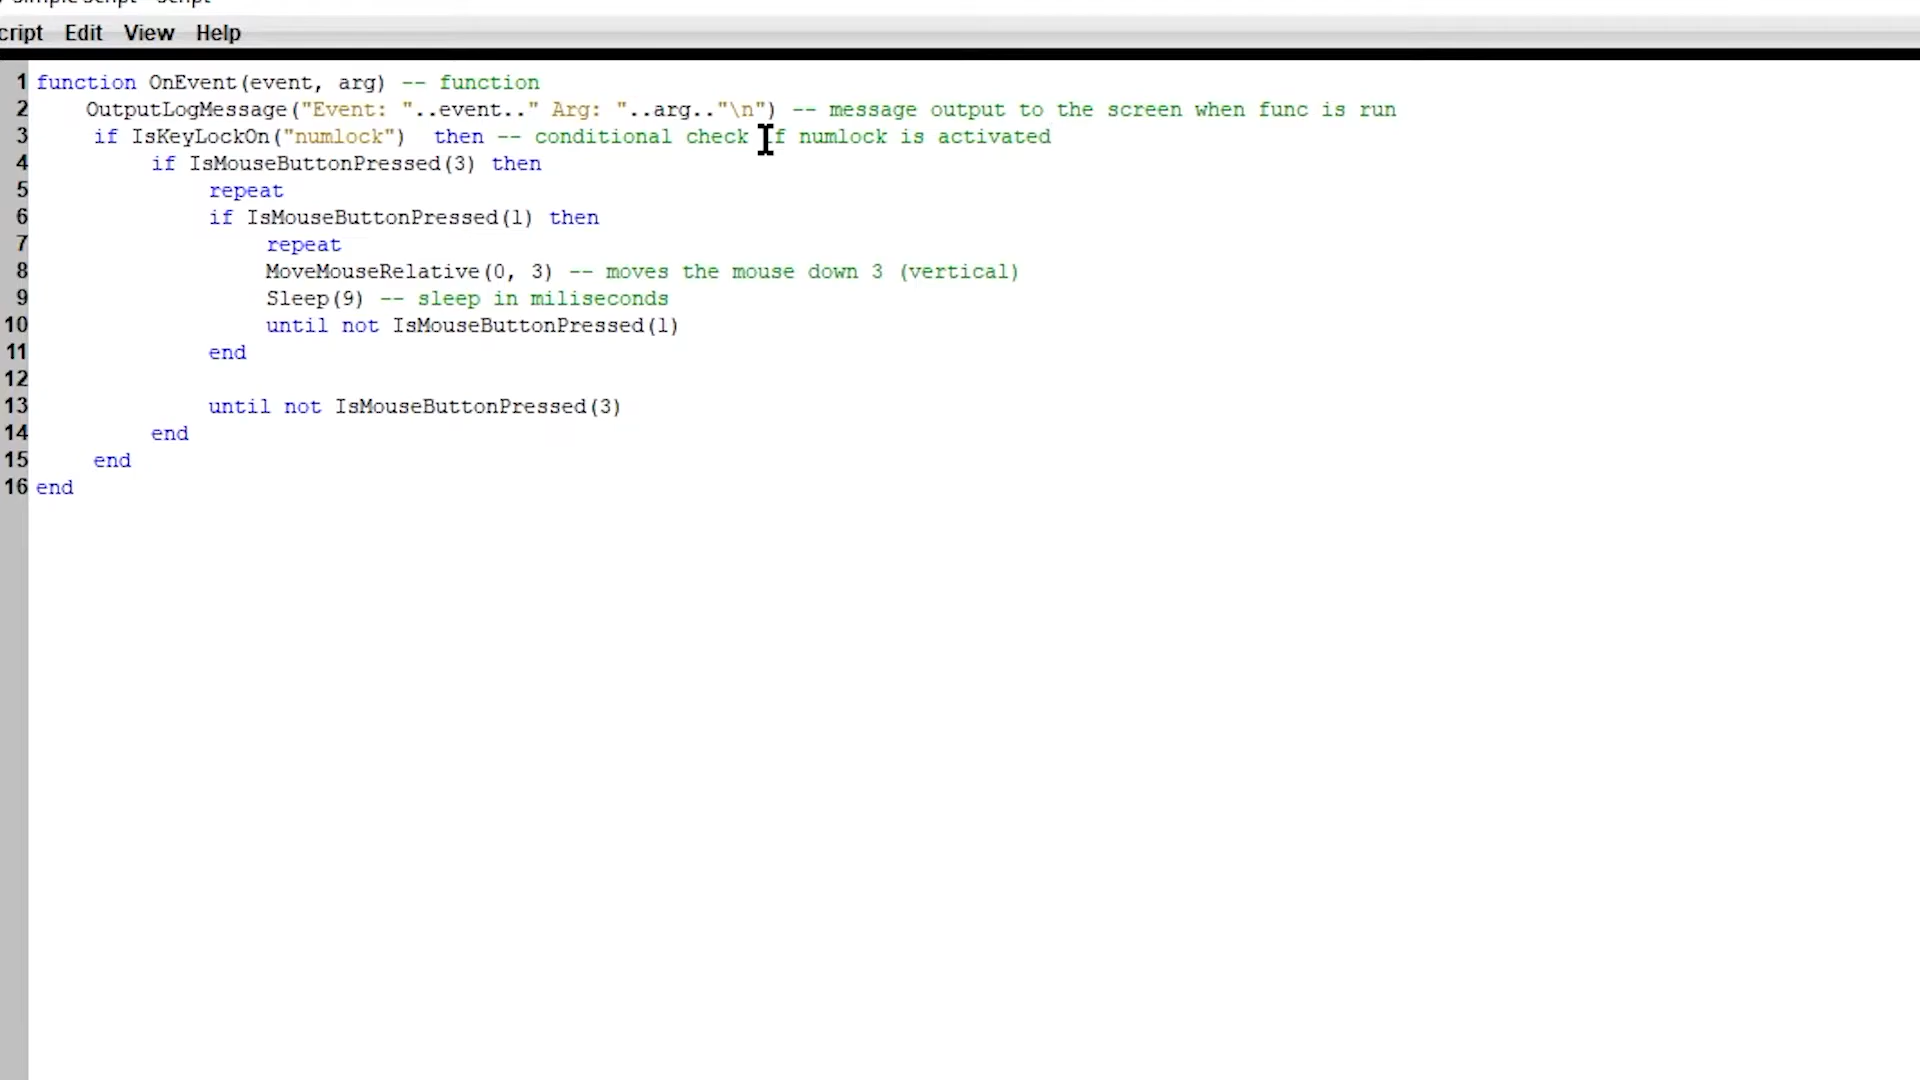 cript Edit View Help
1 function OnEvent(event, arg) -- function
2 OutputLogMessage("Event: "..event.." Arg: "..arg.."\n") -- message output to the screen when func is run
3 if IsKeyLockOn("numlock") then -- conditional check if numlock is activated
4 if IsMouseButtonPressed(3) then
5 repeat
6 if IsMouseButtonPressed(1) then
7 repeat
8 MoveMouseRelative(0, 3) -- moves the mouse down 3 (vertical)
9 Sleep(9) -- sleep in miliseconds
10 until not IsMouseButtonPressed(1)
11 end
12
13 until not IsMouseButtonPressed(3)
14 end
15 end
16 end